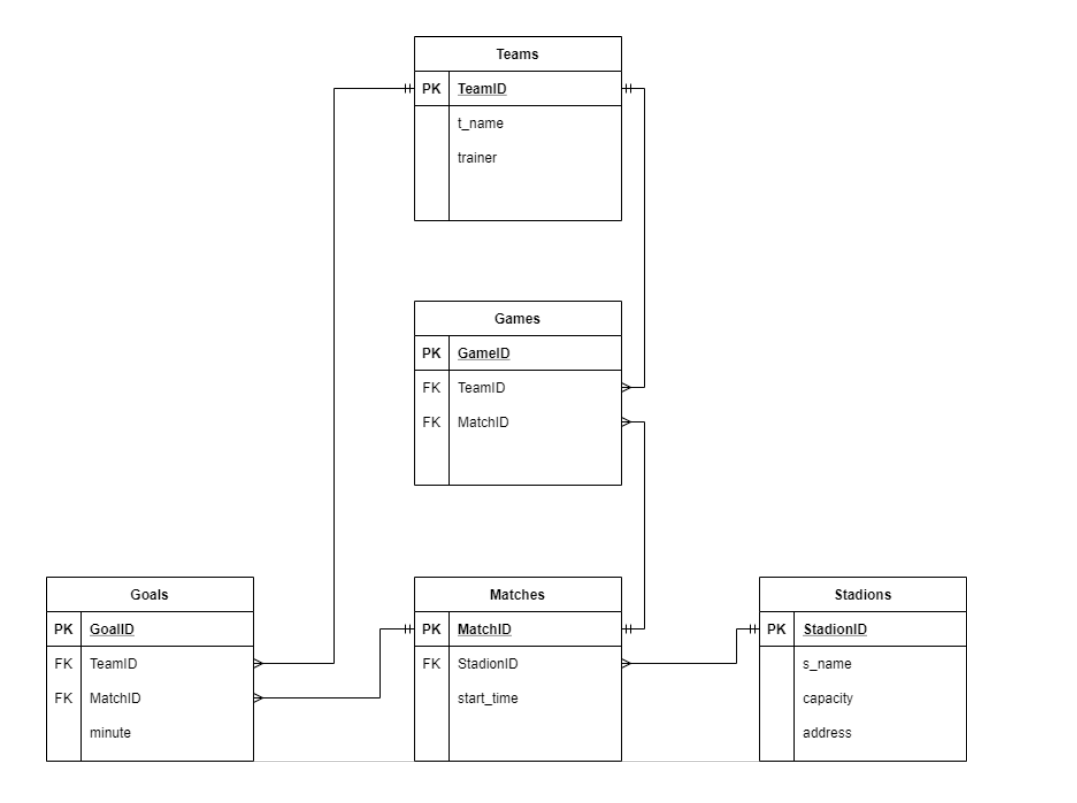 Teams
PK TeamID
t_name
trainer
Games
PK GameID
FK TeamID
FK MatchID
Goals
PK GoalID
FK TeamID
FK MatchID
minute
Matches
PK MatchID
FK StadionID
start_time
Stadions
PK StadionID
s_name
capacity
address